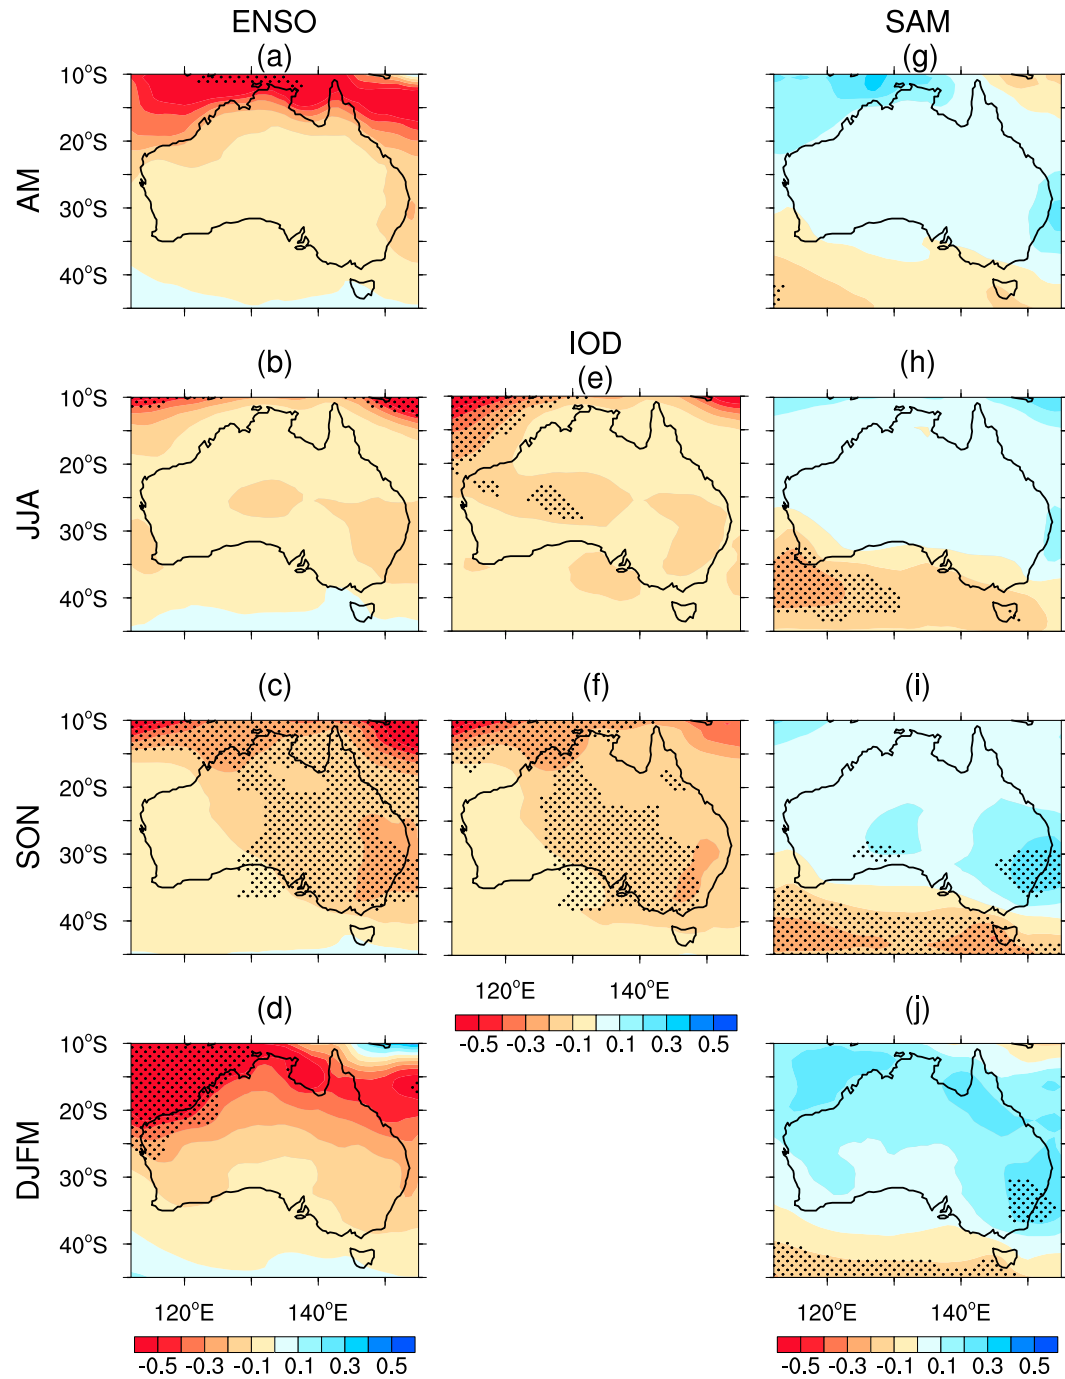 ENSO SAM
(a) (g)
10°S
20°S
AM
30°S
40°S
IOD
(b) (e) (h)
10°S
20°S
JJA
30°S
40°S
(c) (f) (i)
10°S
20°S
SON
30°S
40°S
120°E 140°E
-0.5 -0.3 -0.1 0.1 0.3 0.5
(d) (j)
10°S
20°S
DJFM
30°S
40°S
120°E 140°E 120°E 140°E
-0.5 -0.3 -0.1 0.1 0.3 0.5 -0.5 -0.3 -0.1 0.1 0.3 0.5